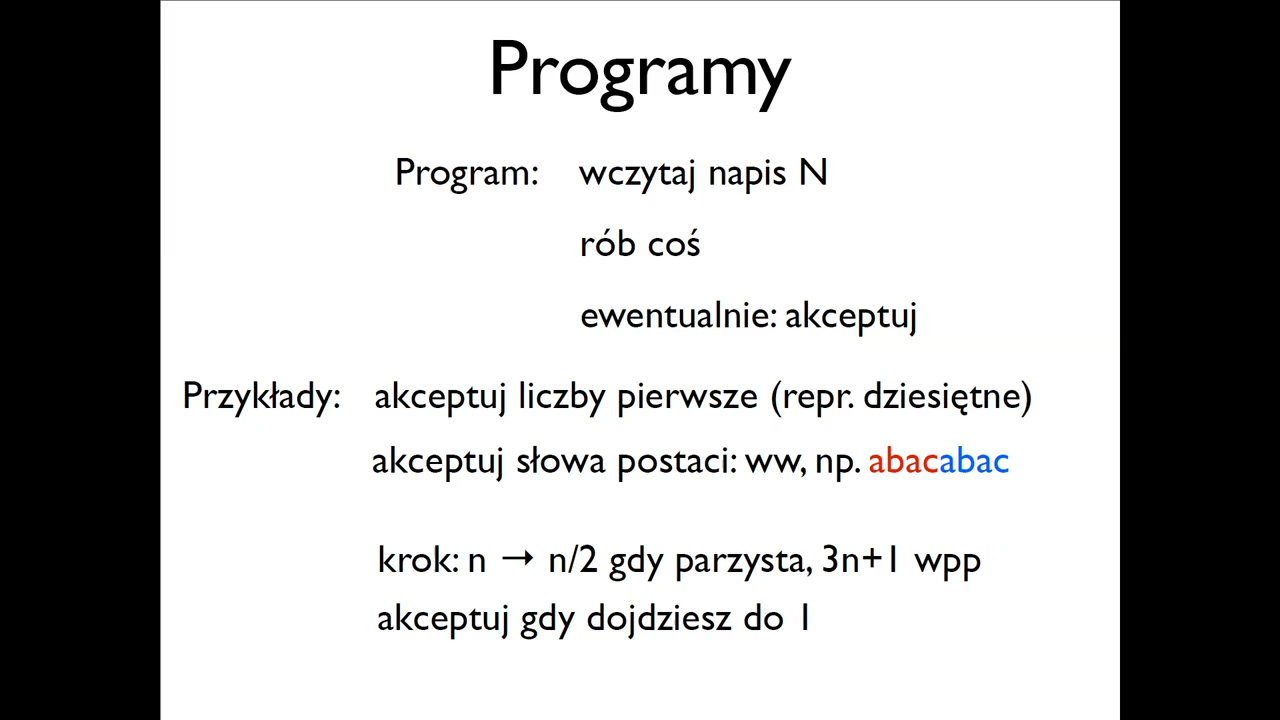 Programy
Program: wczytaj napis N
rób coś
ewentualnie: akceptuj
Przykłady: akceptuj liczby pierwsze (repr. dziesiętne)
akceptuj słowa postaci: ww, np. abacabac
krok: n → n/2 gdy parzysta, 3n+1 wpp
akceptuj gdy dojdziesz do 1